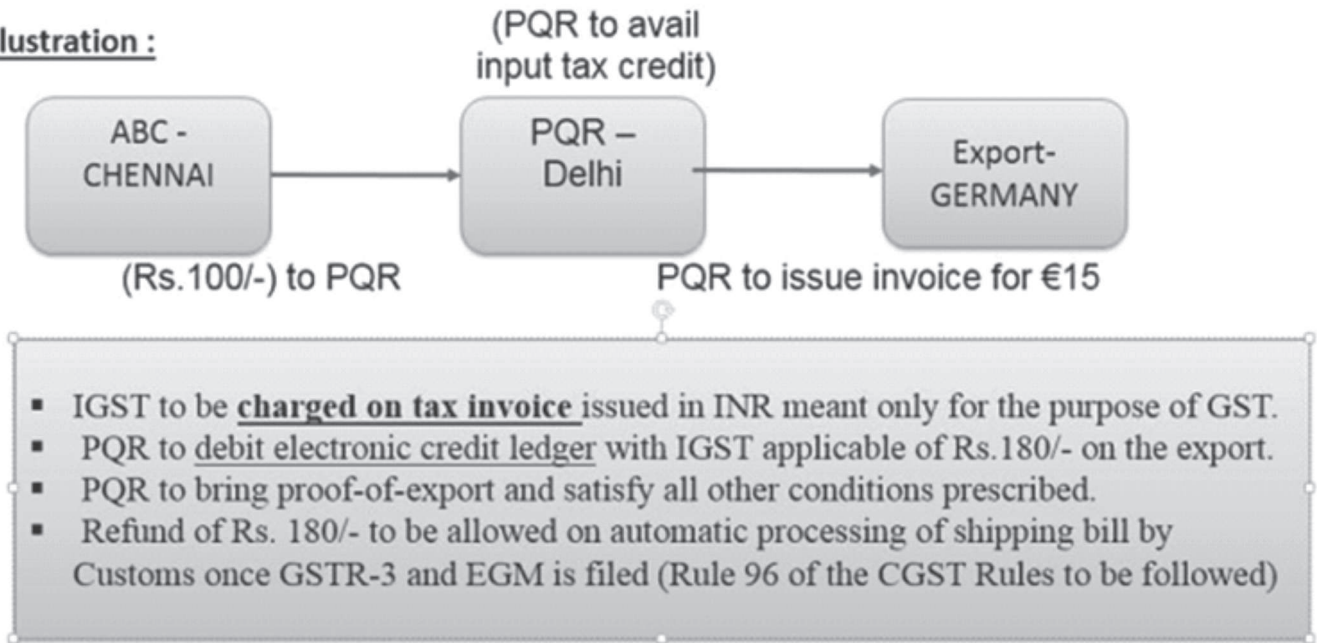 lustration :
(PQR to avail
input tax credit)
ABC -
CHENNAI
PQR –
Delhi
Export-
GERMANY
(Rs.100/-) to PQR
PQR to issue invoice for €15
▪ IGST to be charged on tax invoice issued in INR meant only for the purpose of GST.
▪ PQR to debit electronic credit ledger with IGST applicable of Rs.180/- on the export.
▪ PQR to bring proof-of-export and satisfy all other conditions prescribed.
▪ Refund of Rs. 180/- to be allowed on automatic processing of shipping bill by
Customs once GSTR-3 and EGM is filed (Rule 96 of the CGST Rules to be followed)